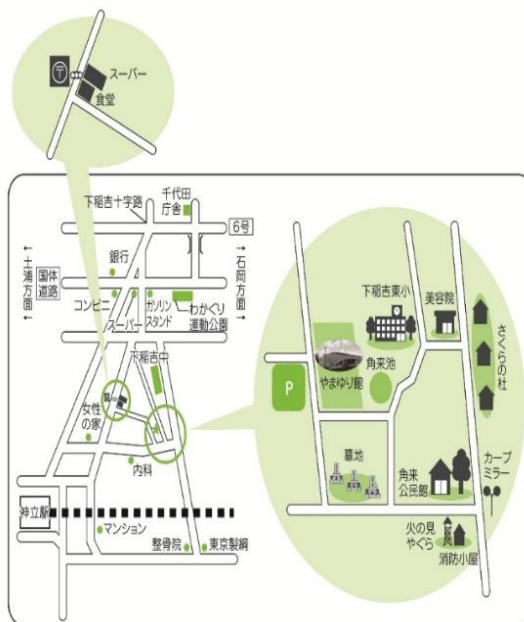 〒
スーパー
食堂
下稲吉十字路
千代田
庁舎
6号
←土浦方面
国体
道路
銀行
コンビニ
スーパー
ガソリン
スタンド
わかぐり
運動公園
石岡方面→
下稲吉中
女性
の家
内科
神立駅
マンション
整骨院
東京製綱
下稲吉東小
美容院
さくらの杜
やまゆり館
角来池
P
墓地
角来
公民館
カーブ
ミラー
火の見
やぐら
消防小屋